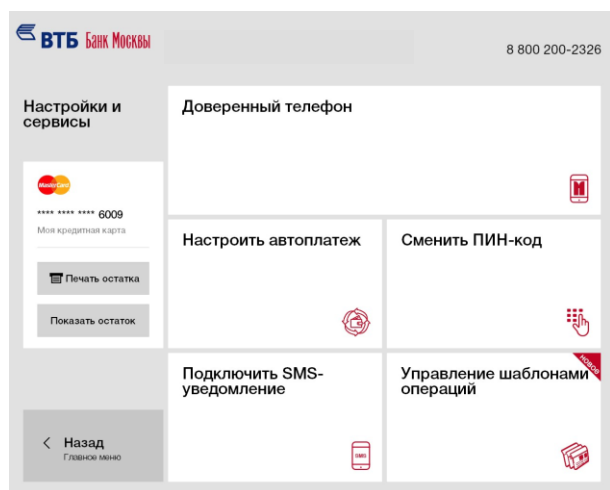 ВТБ Банк Москвы
8 800 200-2326
Настройки и
сервисы
MasterCard
**** **** **** 6009
Моя кредитная карта
Печать остатка
Показать остаток
Назад
Главное меню
Доверенный телефон
Настроить автоплатеж
Сменить ПИН-код
Подключить SMS-
уведомление
SMS
Управление шаблонами
операций
НОВОЕ